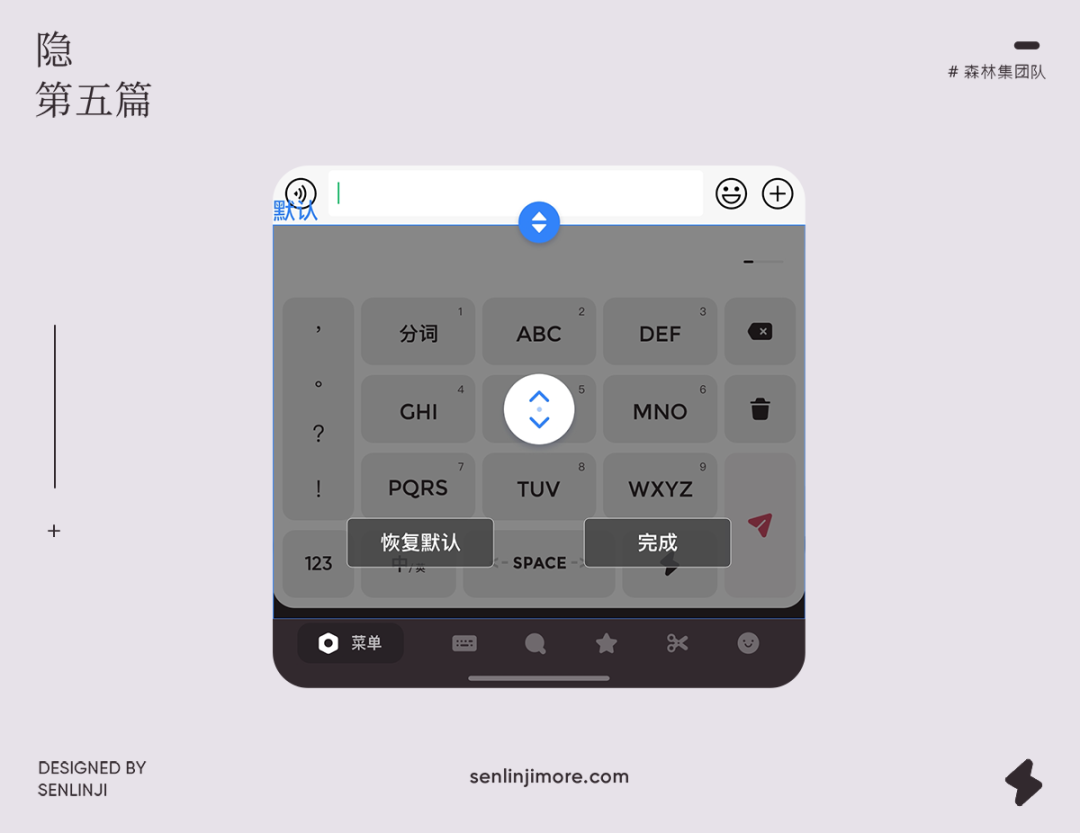 隐
第五篇
# 森林集团队
默认
1
2
3
，
分词
ABC
DEF
。
4
5
6
GHI
MNO
?
7
8
9
!
PQRS
TUV
WXYZ
恢复默认
完成
123
中/英
SPACE
菜单
DESIGNED BY
SENLINJI
senlinjimore.com